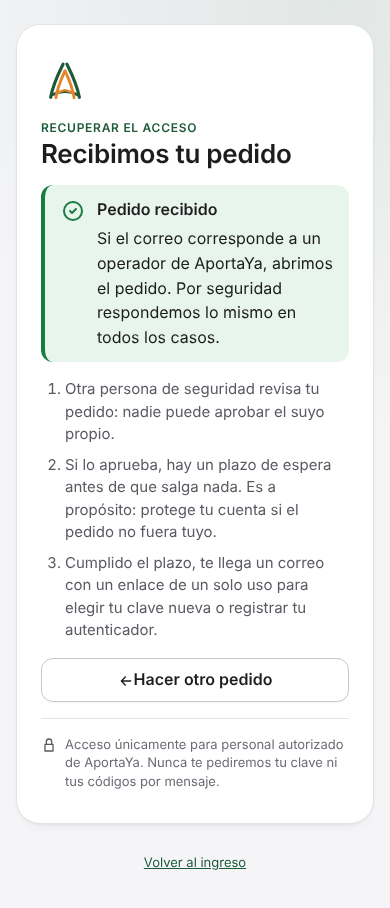 RECUPERAR EL ACCESO
Recibimos tu pedido
Pedido recibido
Si el correo corresponde a un
operador de AportaYa, abrimos
el pedido. Por seguridad
respondemos lo mismo en
todos los casos.
1. Otra persona de seguridad revisa tu
pedido: nadie puede aprobar el suyo
propio.
2. Si lo aprueba, hay un plazo de espera
antes de que salga nada. Es a
propósito: protege tu cuenta si el
pedido no fuera tuyo.
3. Cumplido el plazo, te llega un correo
con un enlace de un solo uso para
elegir tu clave nueva o registrar tu
autenticador.
←Hacer otro pedido
Acceso únicamente para personal autorizado
de AportaYa. Nunca te pediremos tu clave ni
tus códigos por mensaje.
Volver al ingreso